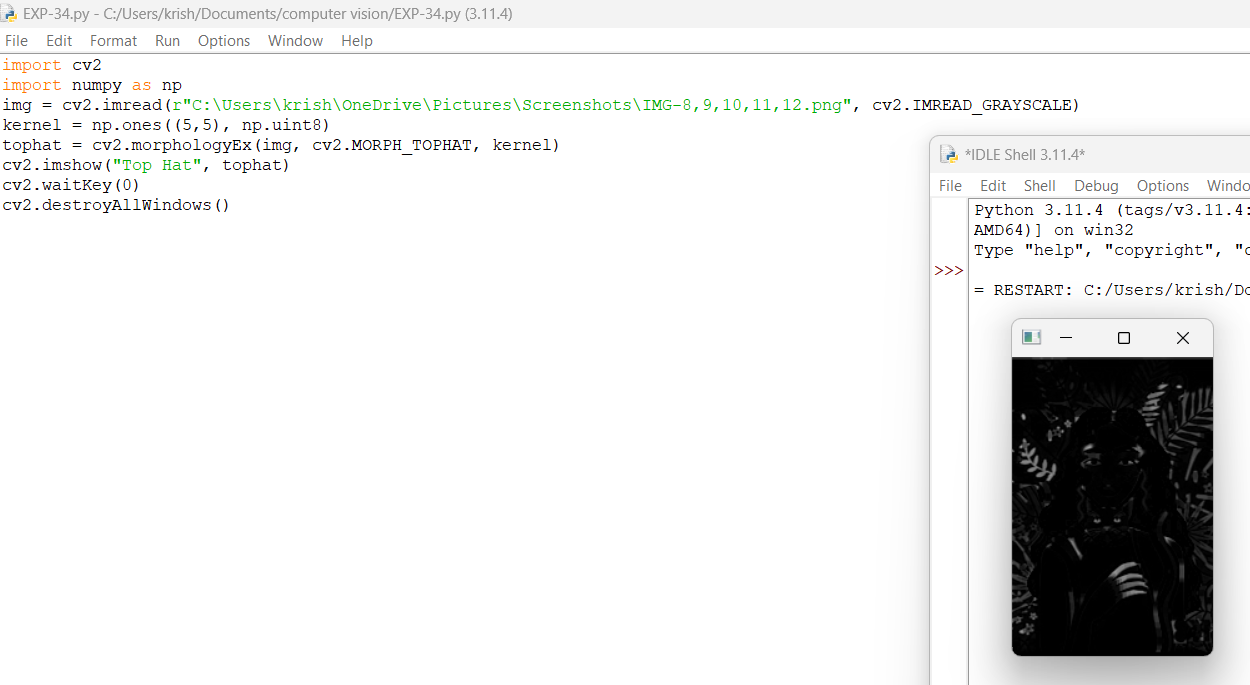 EXP-34.py - C:/Users/krish/Documents/computer vision/EXP-34.py (3.11.4)
File Edit Format Run Options Window Help
import cv2
import numpy as np
img = cv2.imread(r"C:\Users\krish\OneDrive\Pictures\Screenshots\IMG-8,9,10,11,12.png", cv2.IMREAD_GRAYSCALE)
kernel = np.ones((5,5), np.uint8)
tophat = cv2.morphologyEx(img, cv2.MORPH_TOPHAT, kernel)
cv2.imshow("Top Hat", tophat)
cv2.waitKey(0)
cv2.destroyAllWindows()
*IDLE Shell 3.11.4*
File Edit Shell Debug Options Windo
Python 3.11.4 (tags/v3.11.4:
AMD64)] on win32
Type "help", "copyright", "c
>>>
= RESTART: C:/Users/krish/Do